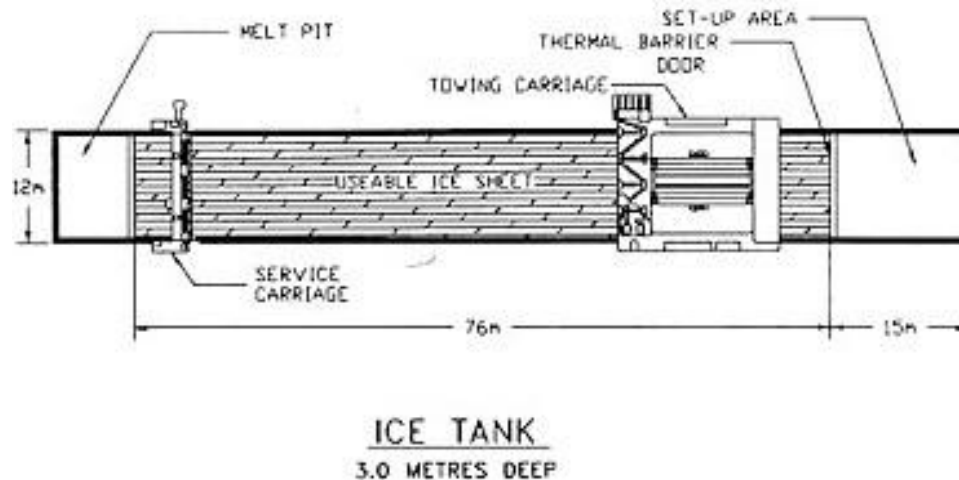 MELT PIT
SET-UP AREA
THERMAL BARRIER
DOOR
TOWING CARRIAGE
12m
USEABLE ICE SHEET
SERVICE
CARRIAGE
76m
15m
ICE TANK
3.0 METRES DEEP